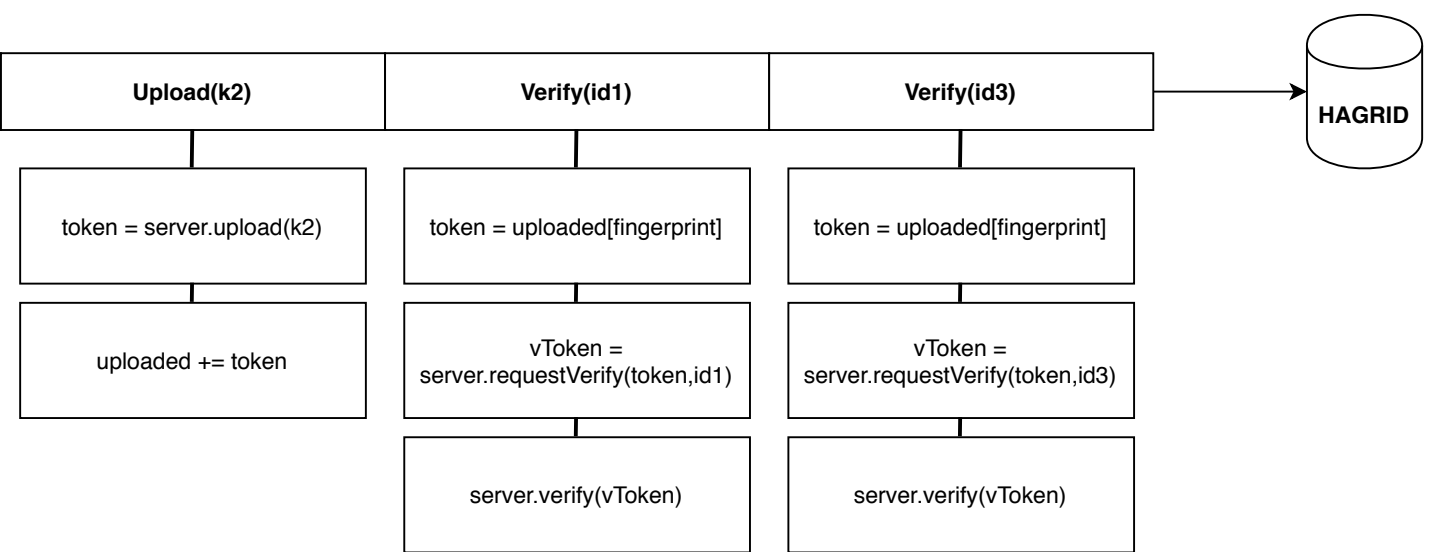 Upload(k2)
Verify(id1)
Verify(id3)
HAGRID
token = server.upload(k2)
token = uploaded[fingerprint]
token = uploaded[fingerprint]
uploaded += token
vToken =
server.requestVerify(token,id1)
vToken =
server.requestVerify(token,id3)
server.verify(vToken)
server.verify(vToken)